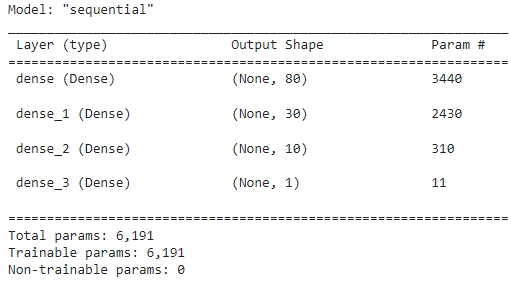 Model: "sequential"
_________________________________________________________________
Layer (type) Output Shape Param #
=================================================================
dense (Dense) (None, 80) 3440
dense_1 (Dense) (None, 30) 2430
dense_2 (Dense) (None, 10) 310
dense_3 (Dense) (None, 1) 11
=================================================================
Total params: 6,191
Trainable params: 6,191
Non-trainable params: 0